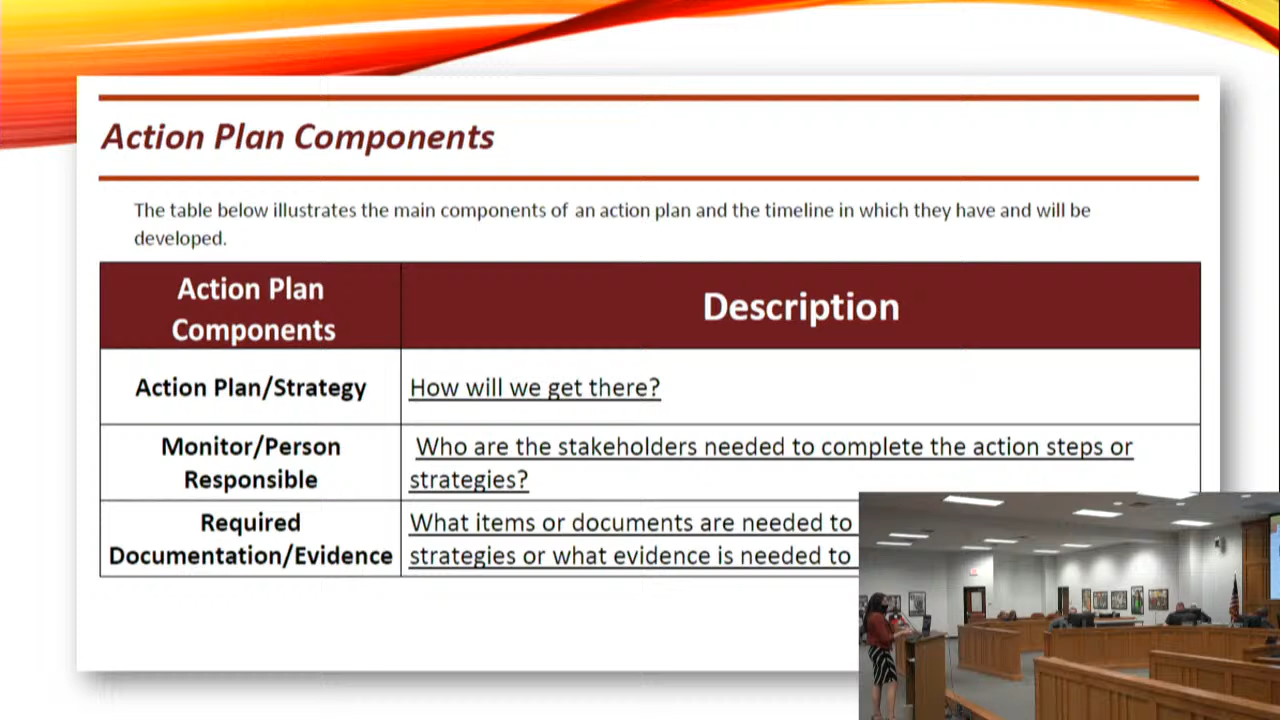 Action Plan Components
The table below illustrates the main components of an action plan and the timeline in which they have and will be
developed.
Action Plan
Components
Description
Action Plan/Strategy
How will we get there?
Monitor/Person
Responsible
Who are the stakeholders needed to complete the action steps or
strategies?
Required
Documentation/Evidence
What items or documents are needed to
strategies or what evidence is needed to